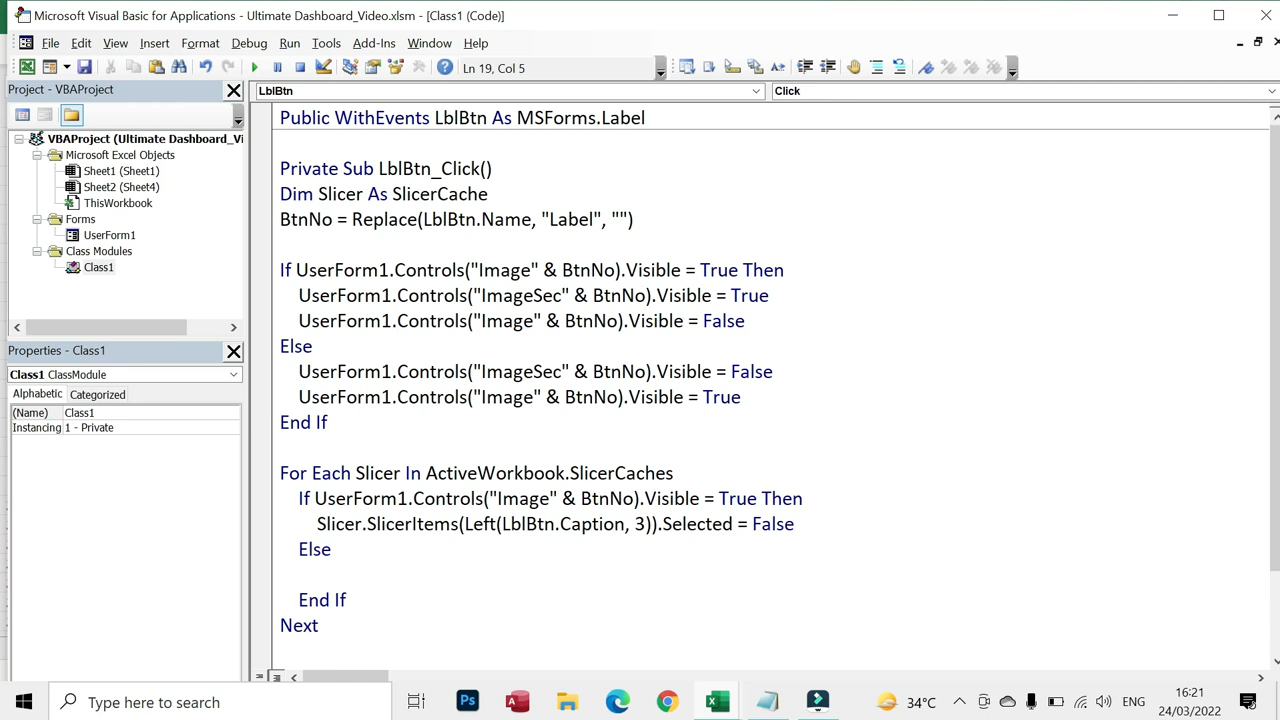 Microsoft Visual Basic for Applications - Ultimate Dashboard_Video.xlsm - [Class1 (Code)]
File Edit View Insert Format Debug Run Tools Add-Ins Window Help
Ln 19, Col 5
Project - VBAProject
LblBtn
Click
VBAProject (Ultimate Dashboard_Vi
Microsoft Excel Objects
Sheet1 (Sheet1)
Sheet2 (Sheet4)
ThisWorkbook
Forms
UserForm1
Class Modules
Class1
Properties - Class1
Class1 ClassModule
Alphabetic Categorized
(Name) Class1
Instancing 1 - Private
Public WithEvents LblBtn As MSForms.Label
Private Sub LblBtn_Click()
Dim Slicer As SlicerCache
BtnNo = Replace(LblBtn.Name, "Label", "")
If UserForm1.Controls("Image" & BtnNo).Visible = True Then
UserForm1.Controls("ImageSec" & BtnNo).Visible = True
UserForm1.Controls("Image" & BtnNo).Visible = False
Else
UserForm1.Controls("ImageSec" & BtnNo).Visible = False
UserForm1.Controls("Image" & BtnNo).Visible = True
End If
For Each Slicer In ActiveWorkbook.SlicerCaches
If UserForm1.Controls("Image" & BtnNo).Visible = True Then
Slicer.SlicerItems(Left(LblBtn.Caption, 3)).Selected = False
Else
End If
Next
Type here to search
Ps
34°C
ENG
16:21
24/03/2022